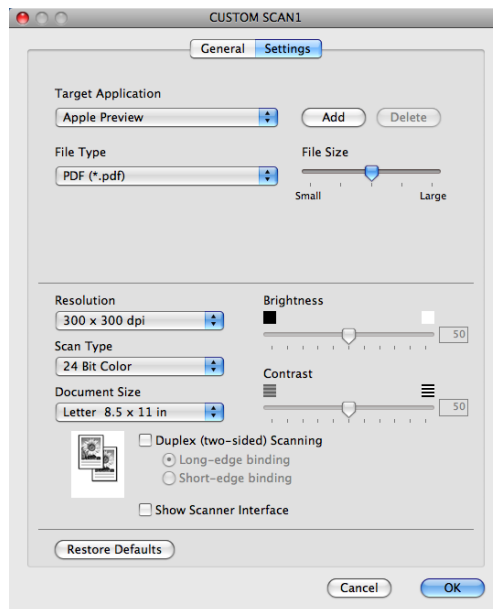 CUSTOM SCAN1
General Settings
Target Application
Apple Preview Add Delete
File Type File Size
PDF (*.pdf)
Small Large
Resolution Brightness
300 x 300 dpi
50
Scan Type
24 Bit Color
Contrast
Document Size
Letter 8.5 x 11 in 50
Duplex (two-sided) Scanning
Long-edge binding
Short-edge binding
Show Scanner Interface
Restore Defaults
Cancel OK